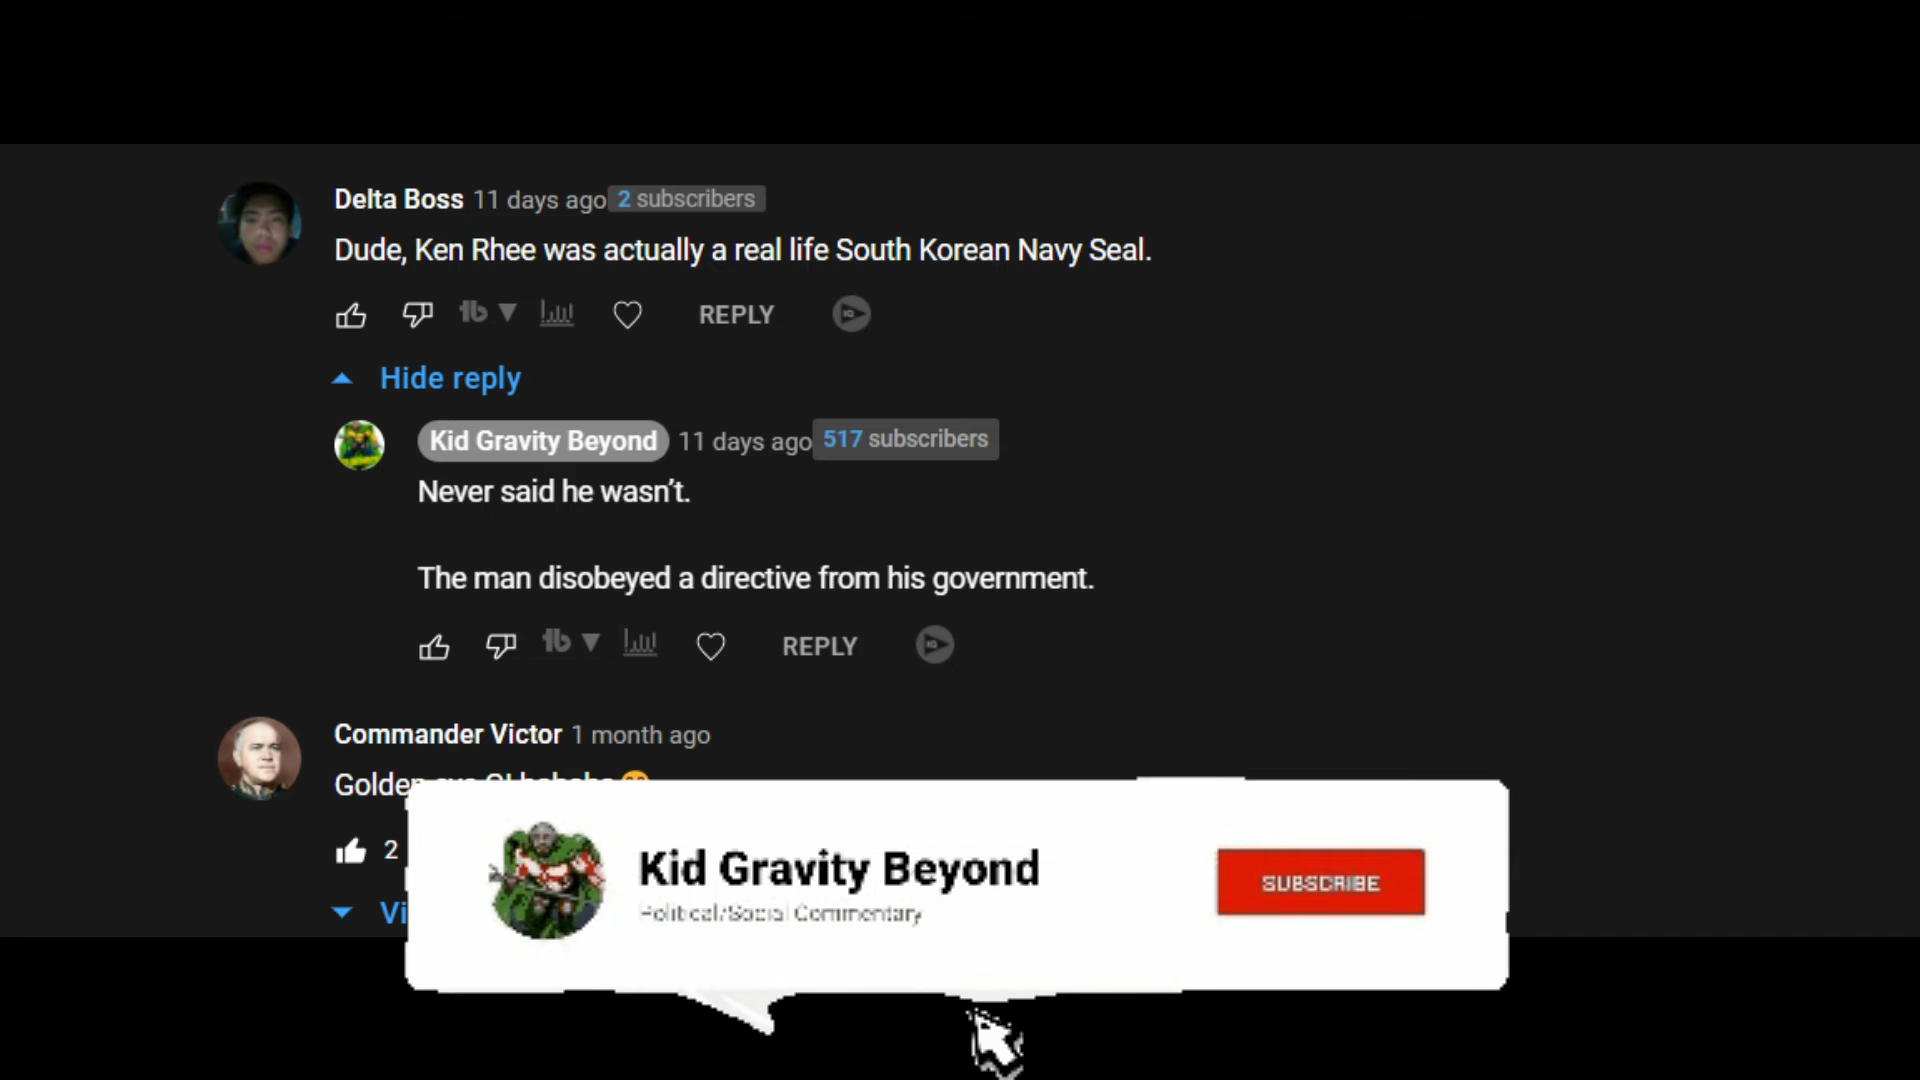 Delta Boss 11 days ago 2 subscribers
Dude, Ken Rhee was actually a real life South Korean Navy Seal.
REPLY
Hide reply
Kid Gravity Beyond 11 days ago 517 subscribers
Never said he wasn’t.
The man disobeyed a directive from his government.
REPLY
Commander Victor 1 month ago
2
Kid Gravity Beyond
Political/Social Commentary
SUBSCRIBE